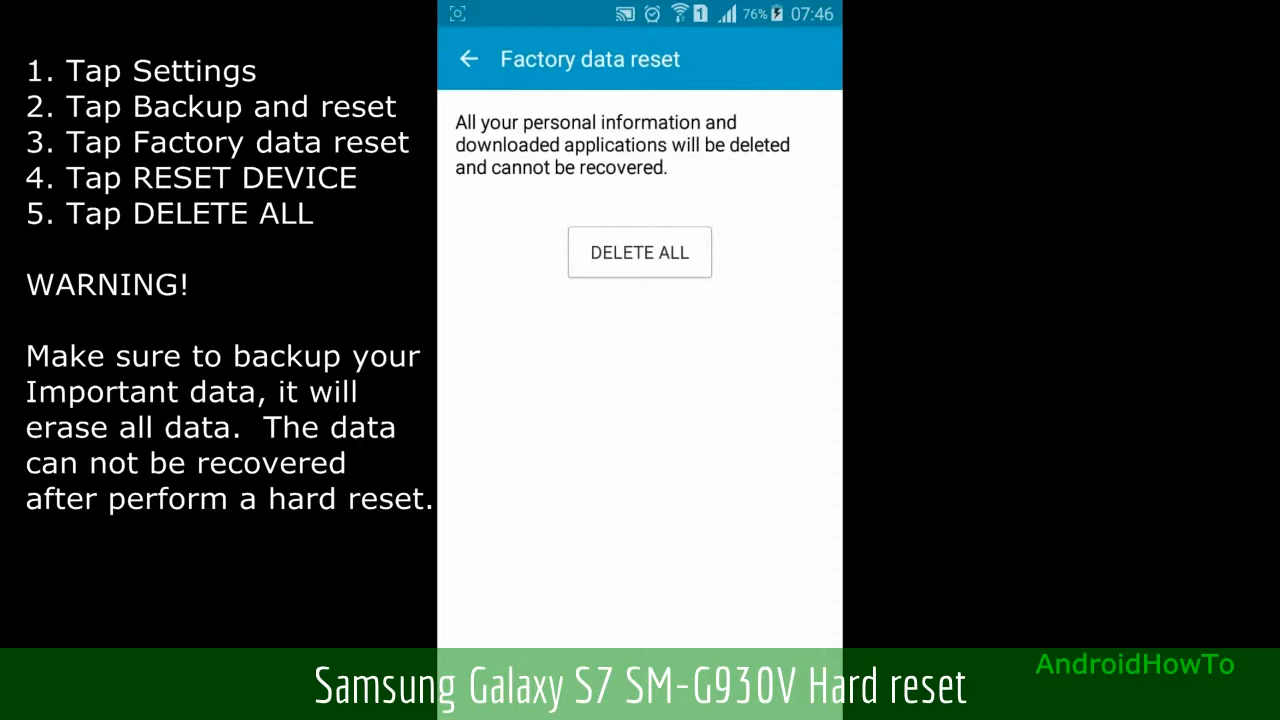 1. Tap Settings
2. Tap Backup and reset
3. Tap Factory data reset
4. Tap RESET DEVICE
5. Tap DELETE ALL
WARNING!
Make sure to backup your
Important data, it will
erase all data.  The data
can not be recovered
after perform a hard reset.
1 76% 07:46
Factory data reset
All your personal information and
downloaded applications will be deleted
and cannot be recovered.
DELETE ALL
AndroidHowTo
Samsung Galaxy S7 SM-G930V Hard reset